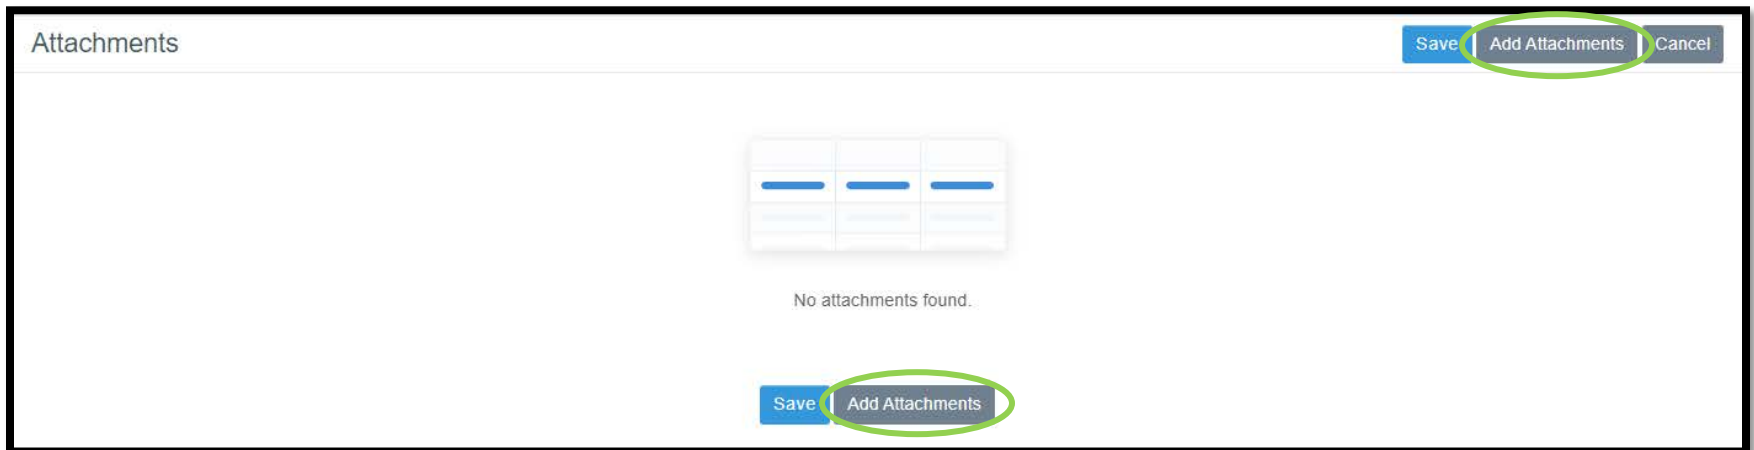 Attachments Save Add Attachments Cancel
No attachments found.
Save Add Attachments